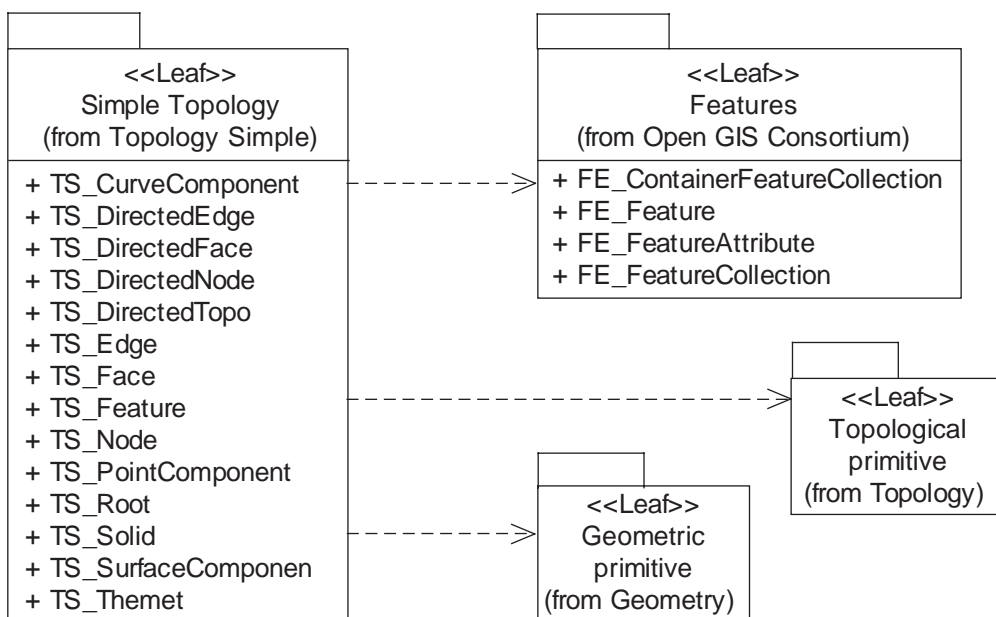 <<Leaf>>
Simple Topology
(from Topology Simple)
+ TS_CurveComponent
+ TS_DirectedEdge
+ TS_DirectedFace
+ TS_DirectedNode
+ TS_DirectedTopo
+ TS_Edge
+ TS_Face
+ TS_Feature
+ TS_Node
+ TS_PointComponent
+ TS_Root
+ TS_Solid
+ TS_SurfaceComponen
+ TS_Themet
<<Leaf>>
Features
(from Open GIS Consortium)
+ FE_ContainerFeatureCollection
+ FE_Feature
+ FE_FeatureAttribute
+ FE_FeatureCollection
<<Leaf>>
Topological
primitive
(from Topology)
<<Leaf>>
Geometric
primitive
(from Geometry)